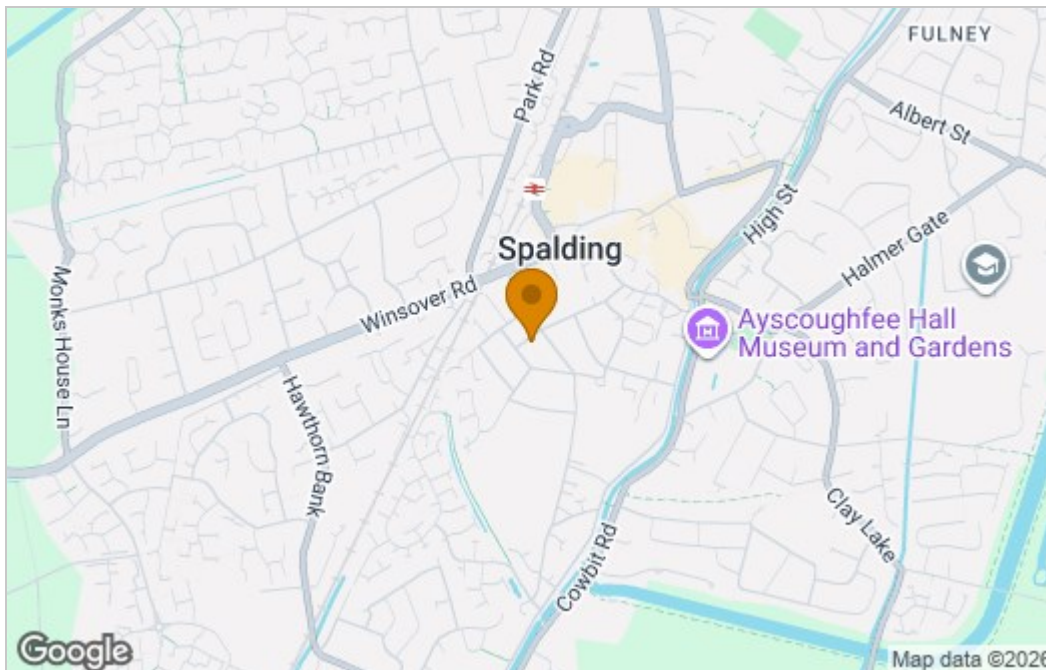 FULNEY
Park Rd
Albert St
High St
Spalding
Halmer Gate
Monks House Ln
Winsover Rd
Ayscoughfee Hall
Museum and Gardens
Hawthorn Bank
Clay Lake
Cowbit Rd
Google
Map data ©2026